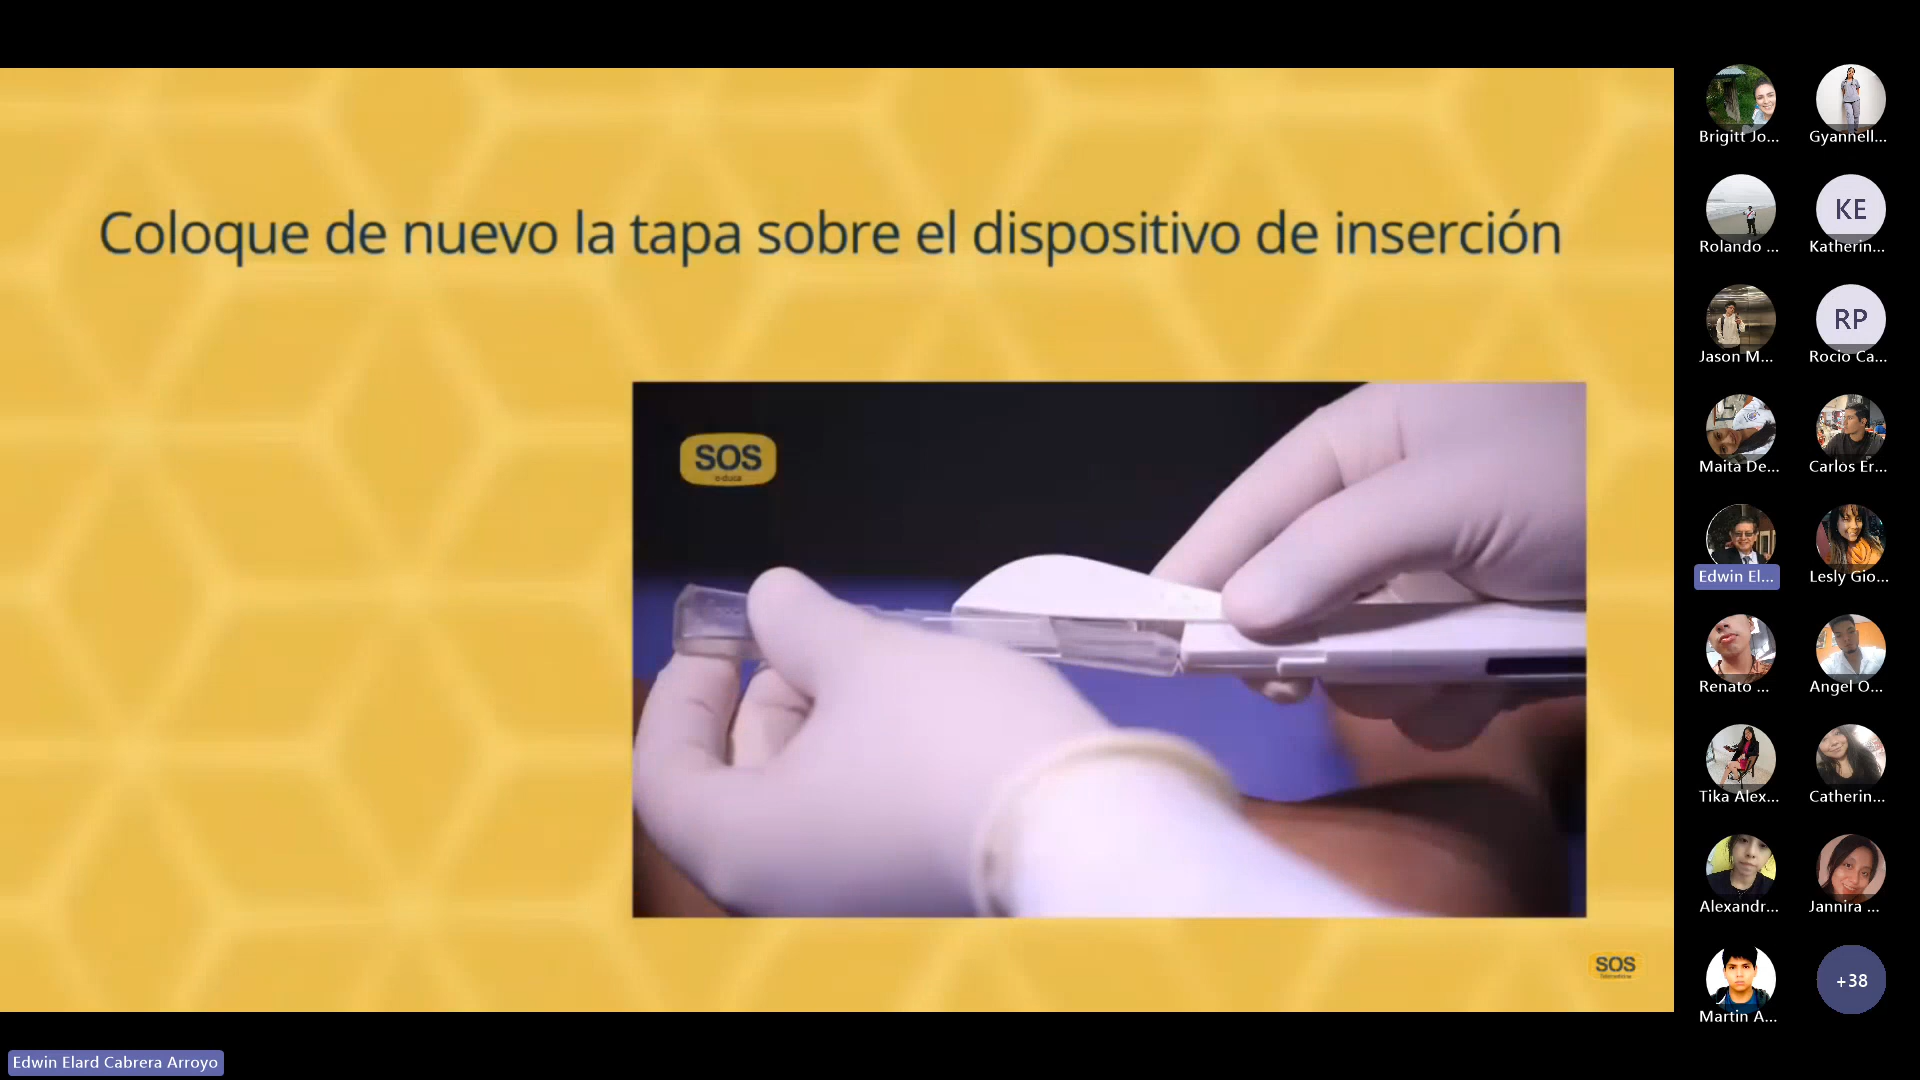 Coloque de nuevo la tapa sobre el dispositivo de inserción
SOS
e·duca
SOS
Brigitt Jo...
Gyannell...
Rolando ...
KE
Katherin...
Jason M...
RP
Rocio Ca...
Maita De...
Carlos Er...
Edwin El...
Lesly Gio...
Renato ...
Angel O...
Tika Alex...
Catherin...
Alexandr...
Jannira ...
Martin A...
+38
Edwin Elard Cabrera Arroyo